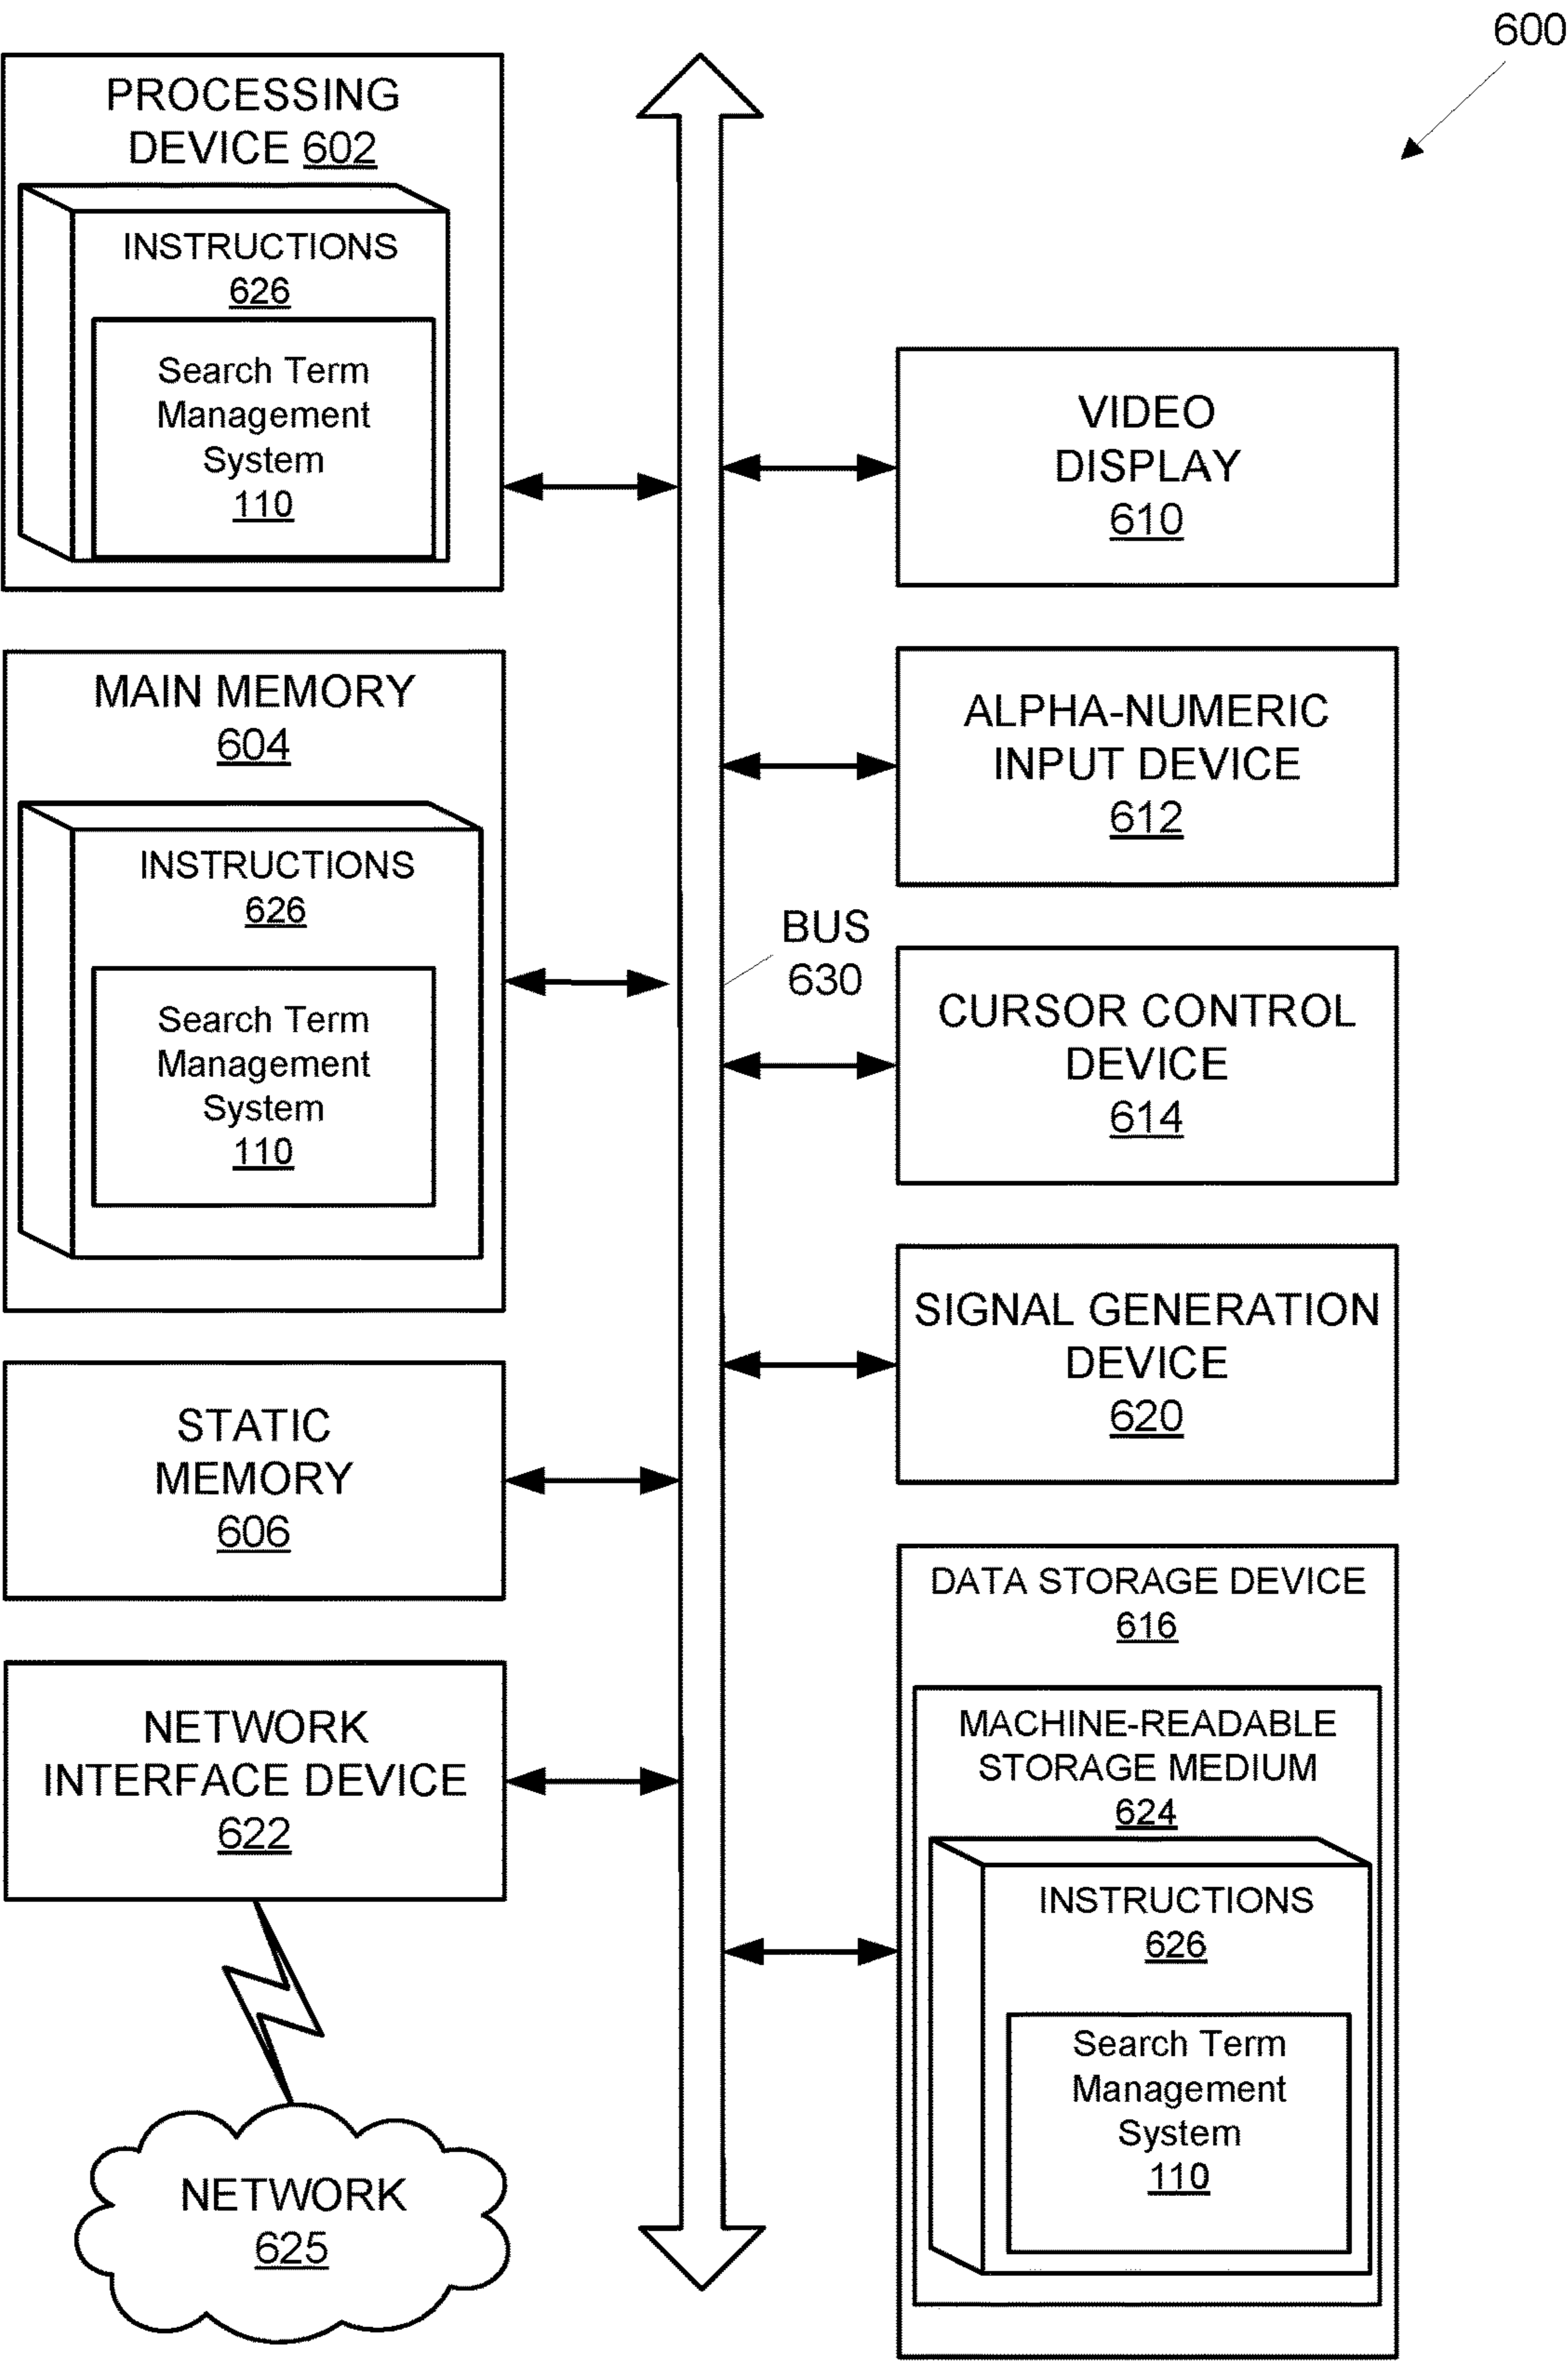 600
PROCESSING
DEVICE 602
INSTRUCTIONS
626
Search Term
Management
System
110
MAIN MEMORY
604
INSTRUCTIONS
626
Search Term
Management
System
110
STATIC
MEMORY
606
NETWORK
INTERFACE DEVICE
622
NETWORK
625
BUS
630
VIDEO
DISPLAY
610
ALPHA-NUMERIC
INPUT DEVICE
612
CURSOR CONTROL
DEVICE
614
SIGNAL GENERATION
DEVICE
620
DATA STORAGE DEVICE
616
MACHINE-READABLE
STORAGE MEDIUM
624
INSTRUCTIONS
626
Search Term
Management
System
110